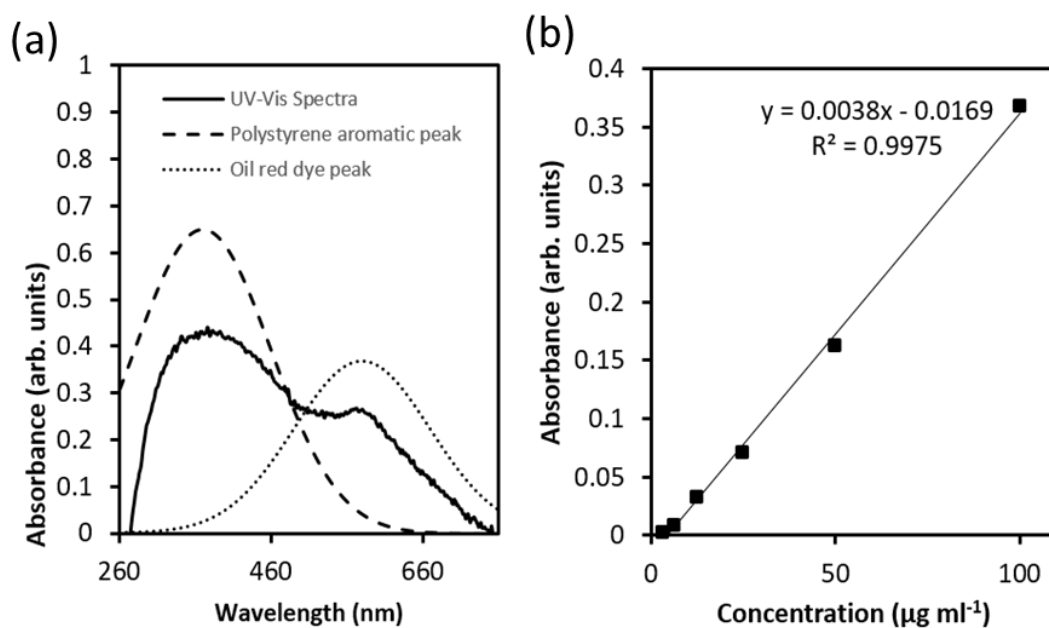 (a)
1
0.9
0.8
0.7
0.6
0.5
0.4
0.3
0.2
0.1
0
260
460
660
Absorbance (arb. units)
Wavelength (nm)
UV-Vis Spectra
Polystyrene aromatic peak
Oil red dye peak
(b)
0.4
0.35
0.3
0.25
0.2
0.15
0.1
0.05
0
0
50
100
Absorbance (arb. units)
Concentration (µg ml⁻¹)
y = 0.0038x - 0.0169
R² = 0.9975